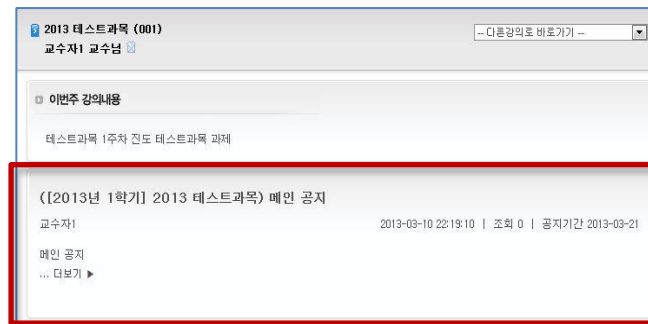 2013 테스트과목 (001)
-- 다른강의로 바로가기 --
교수자1 교수님
이번주 강의내용
테스트과목 1주차 진도 테스트과목 과제
([2013년 1학기] 2013 테스트과목) 메인 공지
교수자1
2013-03-10 22:19:10 | 조회 0 | 공지기간 2013-03-21
메인 공지
... 더보기 ▶